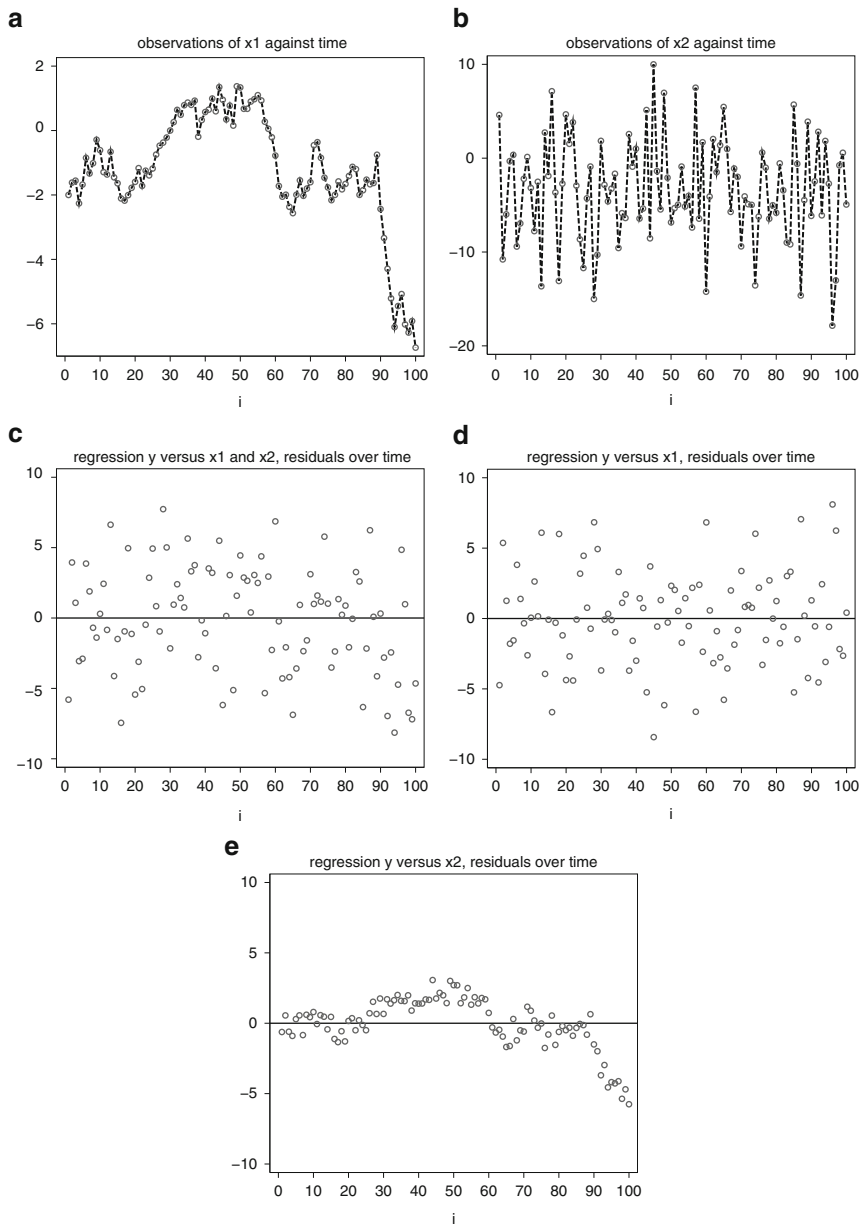 a
observations of x1 against time
2
0
−2
−4
−6
0 10 20 30 40 50 60 70 80 90 100
i
b
observations of x2 against time
10
0
−10
−20
0 10 20 30 40 50 60 70 80 90 100
i
c
regression y versus x1 and x2, residuals over time
10
5
0
−5
−10
0 10 20 30 40 50 60 70 80 90 100
i
d
regression y versus x1, residuals over time
10
5
0
−5
−10
0 10 20 30 40 50 60 70 80 90 100
i
e
regression y versus x2, residuals over time
10
5
0
−5
−10
0 10 20 30 40 50 60 70 80 90 100
i